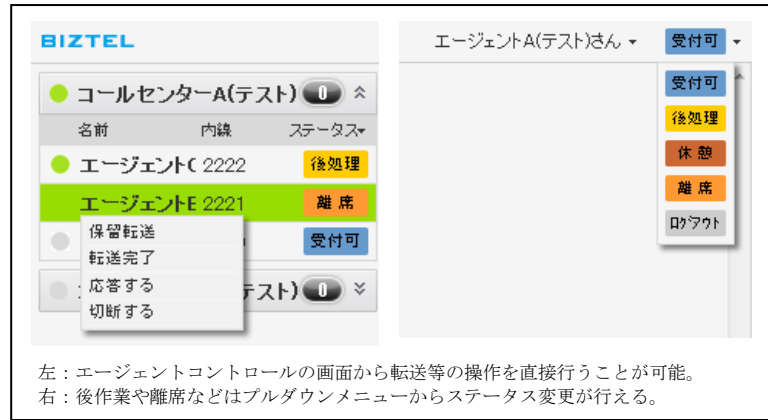 BIZTEL
コールセンターA(テスト) 0
名前 内線 ステータス
エージェントC 2222 後処理
エージェントE 2221 離席
受付可
保留転送
転送完了
応答する
切断する
テスト) 0
エージェントA(テスト)さん 受付可
受付可
後処理
休憩
離席
ログアウト
左：エージェントコントロールの画面から転送等の操作を直接行うことが可能。
右：後作業や離席などはプルダウンメニューからステータス変更が行える。